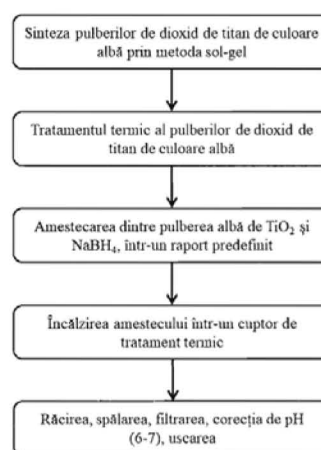 Sinteza pulberilor de dioxid de titan de culoare
albă prin metoda sol-gel
Tratamentul termic al pulberilor de dioxid de
titan de culoare albă
Amestecarea dintre pulberea albă de TiO₂ și
NaBH₄, într-un raport predefinit
Încălzirea amestecului într-un cuptor de
tratament termic
Răcirea, spălarea, filtrarea, corecția de pH
(6-7), uscarea